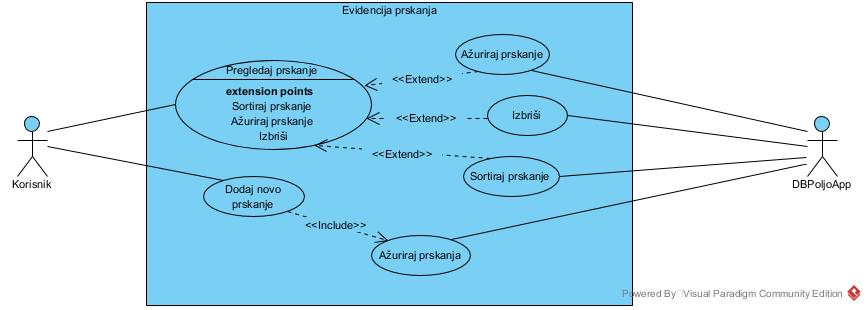 Evidencija prskanja
Pregledaj prskanje
extension points
Sortiraj prskanje
Ažuriraj prskanje
Izbriši
Ažuriraj prskanje
<<Extend>>
Izbriši
<<Extend>>
Sortiraj prskanje
<<Extend>>
Korisnik
DBPoljoApp
Dodaj novo
prskanje
<<Include>>
Ažuriraj prskanja
Powered By Visual Paradigm Community Edition